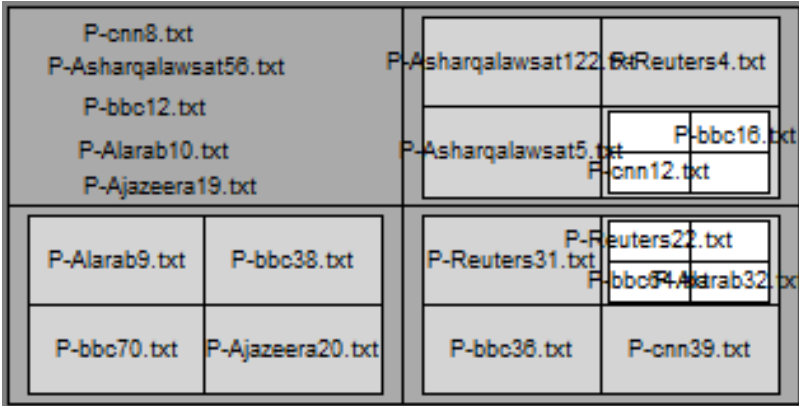 P-cnn8.txt
P-Asharqalawsat56.txt
P-bbc12.txt
P-Alarab10.txt
P-Ajazeera19.txt
P-Asharqalawsat122.txt
P-Reuters4.txt
P-Asharqalawsat5.txt
P-bbc16.txt
P-cnn12.txt
P-Alarab9.txt
P-bbc38.txt
P-bbc70.txt
P-Ajazeera20.txt
P-Reuters31.txt
P-Reuters22.txt
P-bbc64.txt
P-Alarab32.txt
P-bbc36.txt
P-cnn39.txt